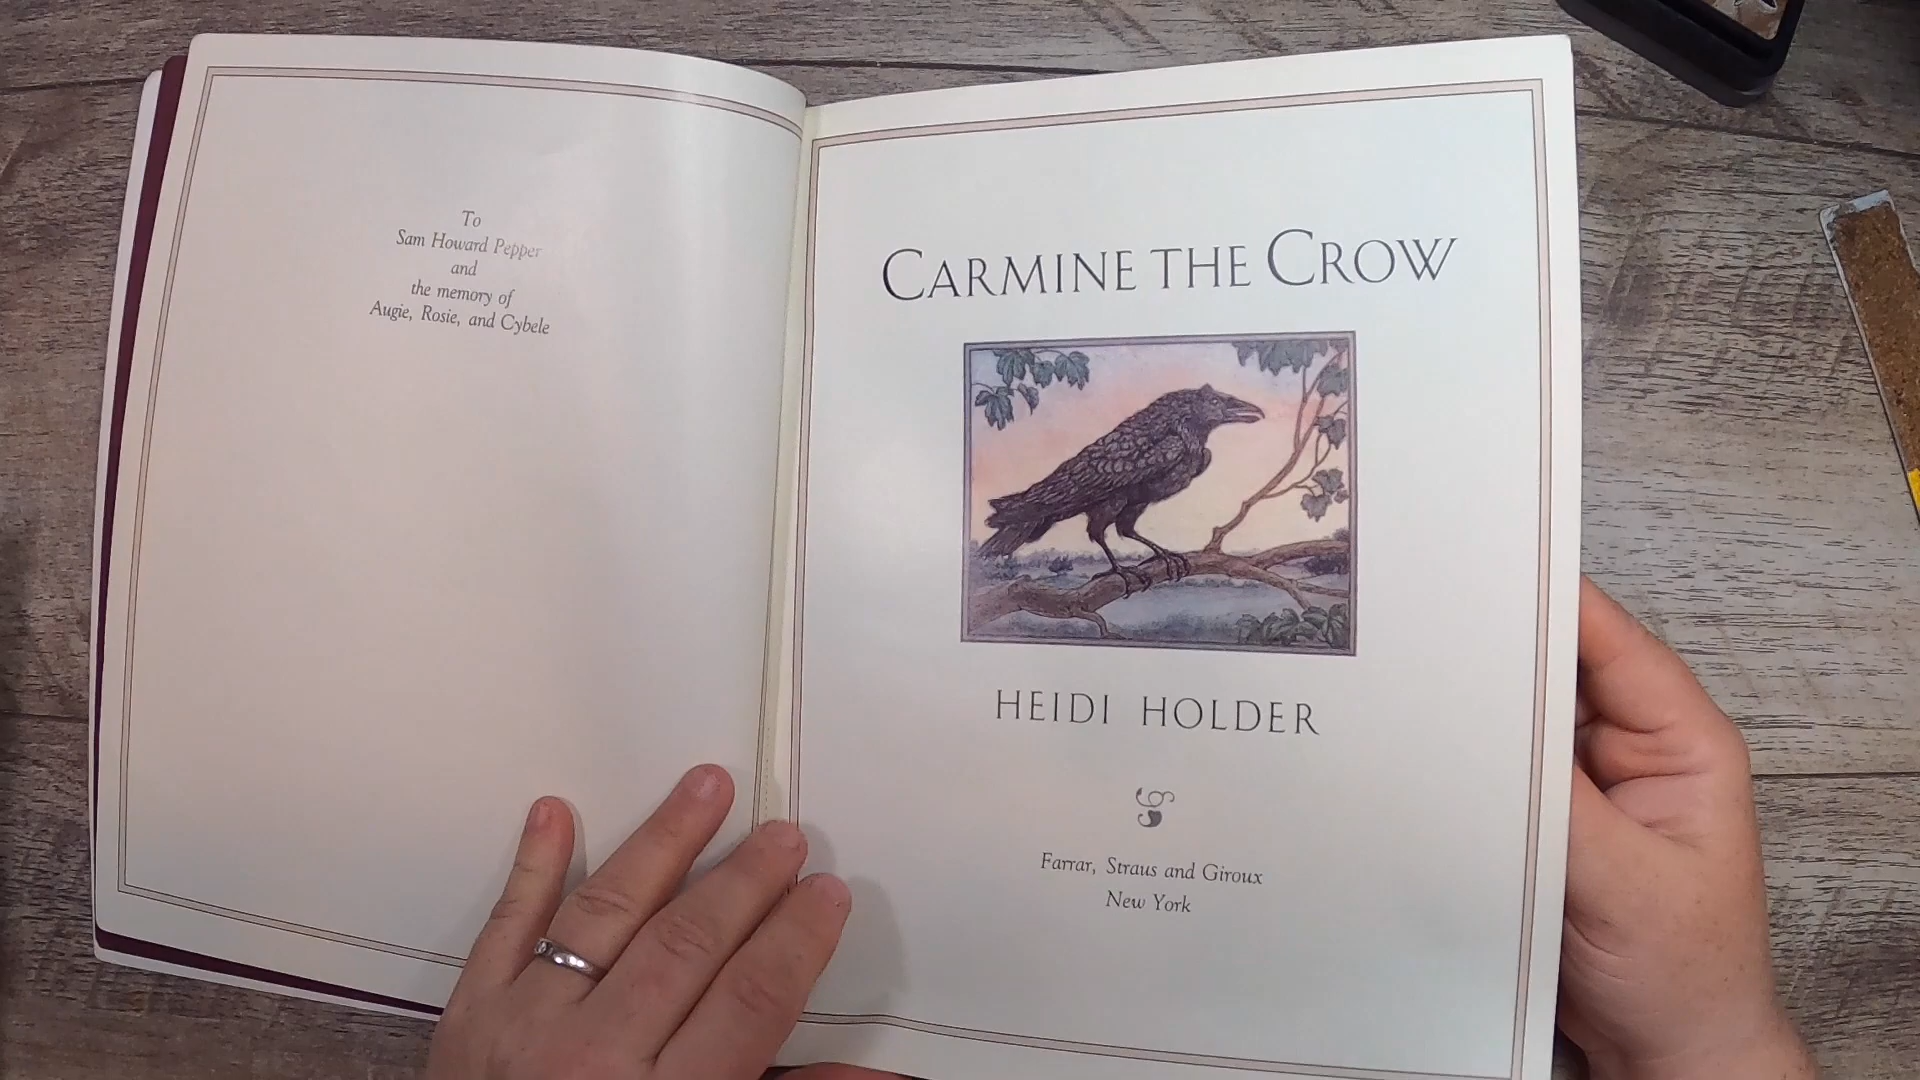 To
Sam Howard Pepper
and
the memory of
Augie, Rosie, and Cybele
CARMINE THE CROW
HEIDI HOLDER
Farrar, Straus and Giroux
New York